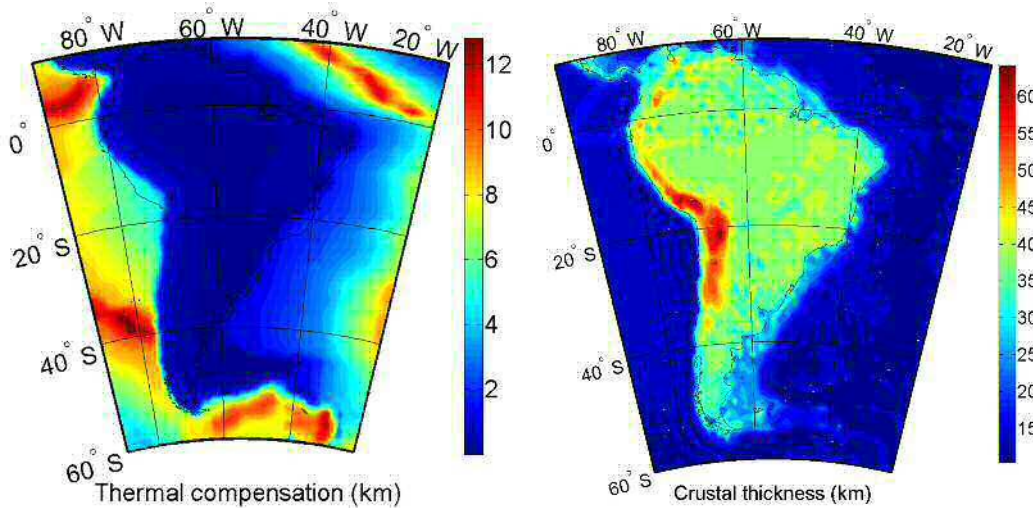 80° W
60° W
40° W
20° W
0°
20° S
40° S
60° S
12
10
8
6
4
2
Thermal compensation (km)
80° W
60° W
40° W
20° W
0°
20° S
40° S
60° S
60
55
50
45
40
35
30
25
20
15
Crustal thickness (km)